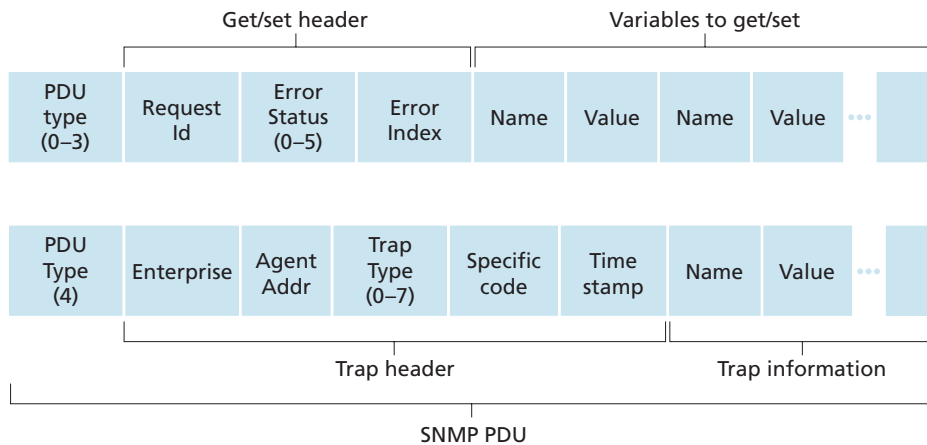 Get/set header
Variables to get/set
PDU
type
(0–3)
Request
Id
Error
Status
(0–5)
Error
Index
Name
Value
Name
Value
PDU
Type
(4)
Enterprise
Agent
Addr
Trap
Type
(0–7)
Specific
code
Time
stamp
Name
Value
Trap header
Trap information
SNMP PDU